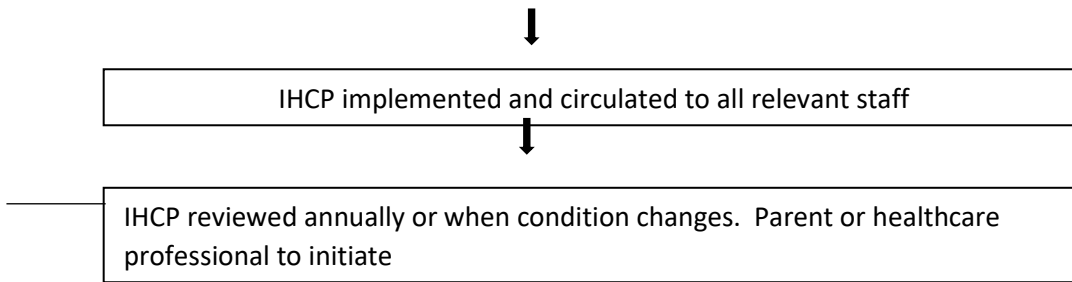 IHCP implemented and circulated to all relevant staff
IHCP reviewed annually or when condition changes.  Parent or healthcare
professional to initiate